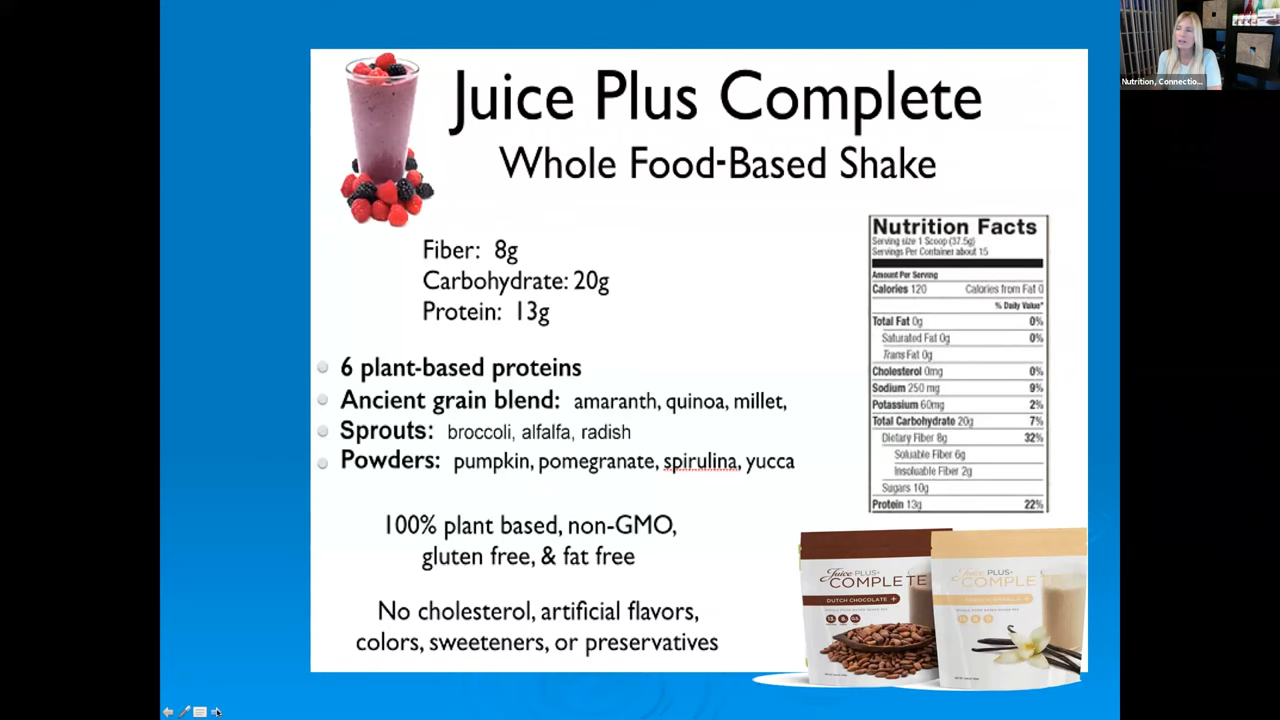 Juice Plus Complete
Whole Food-Based Shake
Fiber: 8g
Carbohydrate: 20g
Protein: 13g
6 plant-based proteins
Ancient grain blend: amaranth, quinoa, millet,
Sprouts: broccoli, alfalfa, radish
Powders: pumpkin, pomegranate, spirulina, yucca
100% plant based, non-GMO,
gluten free, & fat free
No cholesterol, artificial flavors,
colors, sweeteners, or preservatives
Nutrition Facts
Serving size 1 Scoop (37.5g)
Servings Per Container about 15
Amount Per Serving
Calories 120 Calories from Fat 0
% Daily Value*
Total Fat 0g 0%
Saturated Fat 0g 0%
Trans Fat 0g
Cholesterol 0mg 0%
Sodium 250 mg 9%
Potassium 60mg 2%
Total Carbohydrate 20g 7%
Dietary Fiber 8g 32%
Soluable Fiber 6g
Insoluable Fiber 2g
Sugars 10g
Protein 13g 22%
Juice PLUS+
COMPLETE
DUTCH CHOCOLATE +
Juice PLUS+
COMPLETE
Nutrition, Connectio...